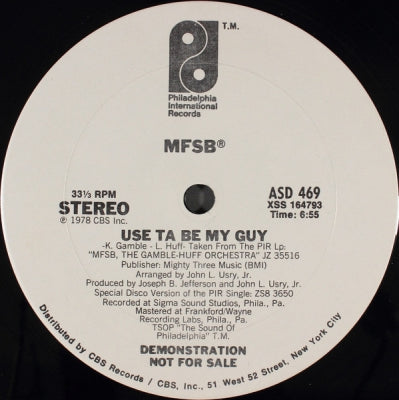 T.M.
Philadelphia
International
Records
MFSB®
33⅓ RPM
STEREO
℗ 1978 CBS Inc.
ASD 469
XSS 164793
Time: 6:55
USE TA BE MY GUY
-K. Gamble - L. Huff- Taken From The PIR Lp:
"MFSB, THE GAMBLE-HUFF ORCHESTRA" JZ 35516
Publisher: Mighty Three Music (BMI)
Arranged by John L. Usry, Jr.
Produced by Joseph B. Jefferson and John L. Usry, Jr.
Special Disco Version of the PIR Single: ZS8 3650
Recorded at Sigma Sound Studios, Phila., Pa.
Mastered at Frankford/Wayne
Recording Labs, Phila., Pa.
TSOP "The Sound Of
Philadelphia" T.M.
DEMONSTRATION
NOT FOR SALE
Distributed by CBS Records / CBS, Inc., 51 West 52 Street, New York City